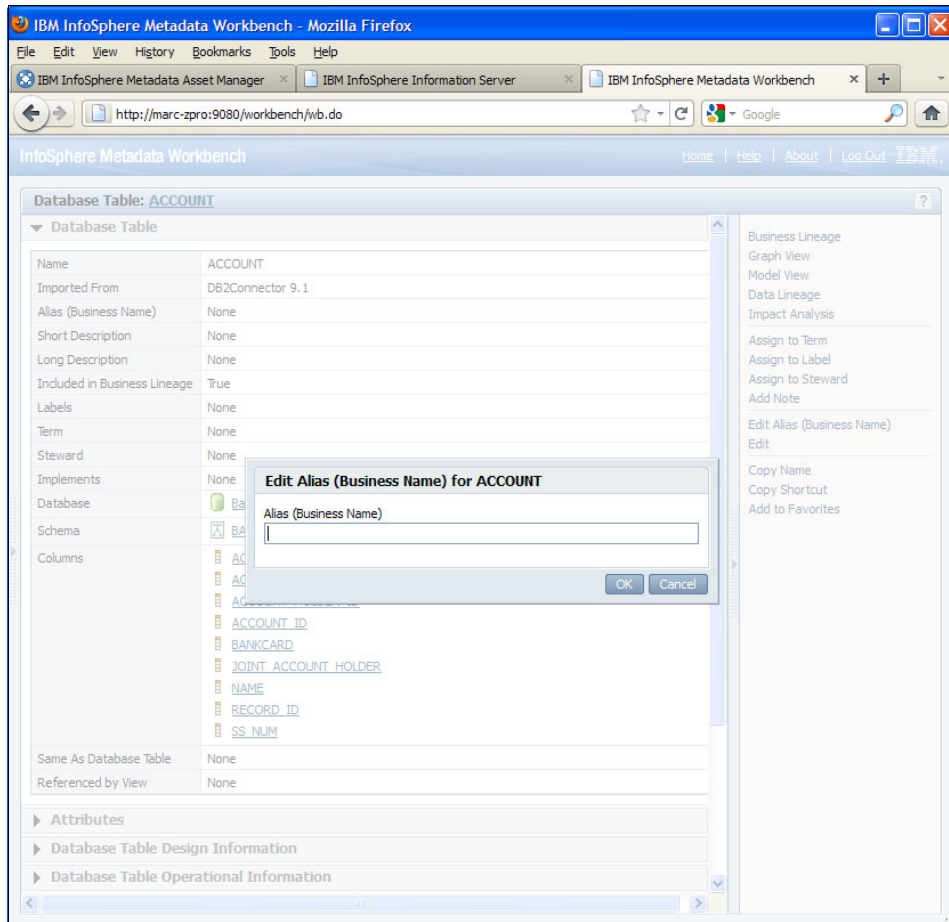 IBM InfoSphere Metadata Workbench - Mozilla Firefox
File Edit View History Bookmarks Tools Help
IBM InfoSphere Metadata Asset Manager × IBM InfoSphere Information Server × IBM InfoSphere Metadata Workbench × +
http://marc-zpro:9080/workbench/wb.do Google
InfoSphere Metadata Workbench Home | Help | About | Log Out IBM.
Database Table: ACCOUNT ?
Database Table
Name ACCOUNT
Imported From DB2Connector 9.1
Alias (Business Name) None
Short Description None
Long Description None
Included in Business Lineage True
Labels None
Term None
Steward None
Implements None
Database Ba
Schema BA
Columns AC
AC
ACCOUNT_HOLDER_ID
ACCOUNT_ID
BANKCARD
JOINT_ACCOUNT_HOLDER
NAME
RECORD_ID
SS_NUM
Same As Database Table None
Referenced by View None
Attributes
Database Table Design Information
Database Table Operational Information
Edit Alias (Business Name) for ACCOUNT
Alias (Business Name)
OK Cancel
Business Lineage
Graph View
Model View
Data Lineage
Impact Analysis
Assign to Term
Assign to Label
Assign to Steward
Add Note
Edit Alias (Business Name)
Edit
Copy Name
Copy Shortcut
Add to Favorites